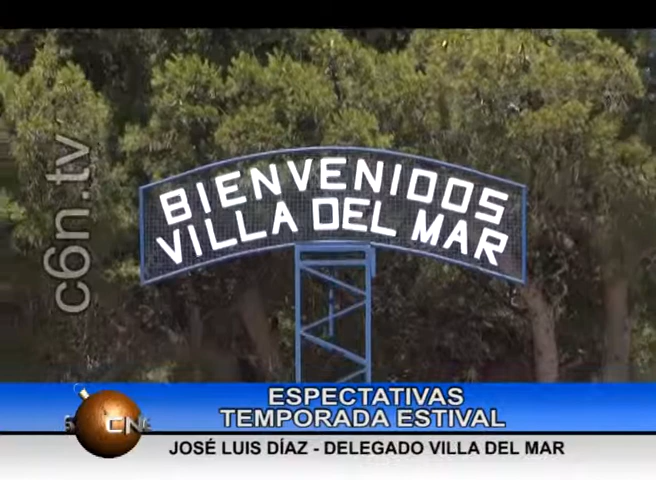 BIENVENIDOS
VILLA DEL MAR
c6n.tv
ESPECTATIVAS
TEMPORADA ESTIVAL
JOSÉ LUIS DÍAZ - DELEGADO VILLA DEL MAR